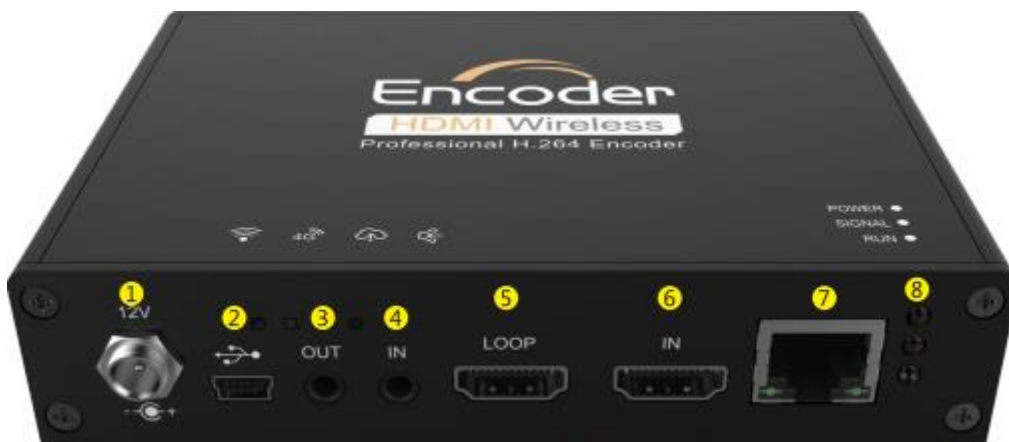 Encoder
HDMI Wireless
Professional H.264 Encoder
POWER
SIGNAL
RUN
4G
1 2 3 4 5 6 7 8
12V
OUT IN LOOP IN